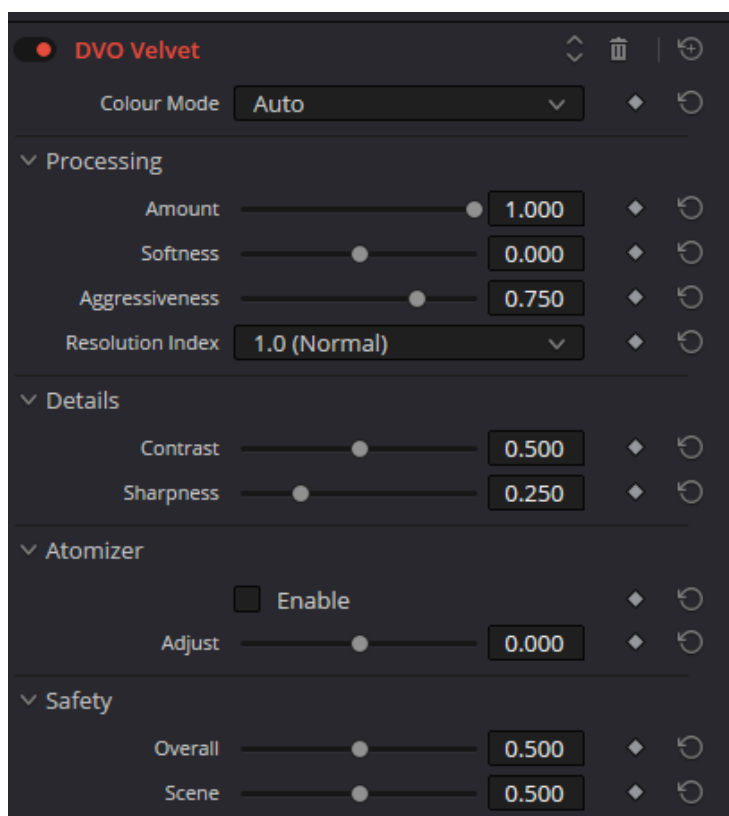 DVO Velvet
Colour Mode Auto
Processing
Amount 1.000
Softness 0.000
Aggressiveness 0.750
Resolution Index 1.0 (Normal)
Details
Contrast 0.500
Sharpness 0.250
Atomizer
Enable
Adjust 0.000
Safety
Overall 0.500
Scene 0.500